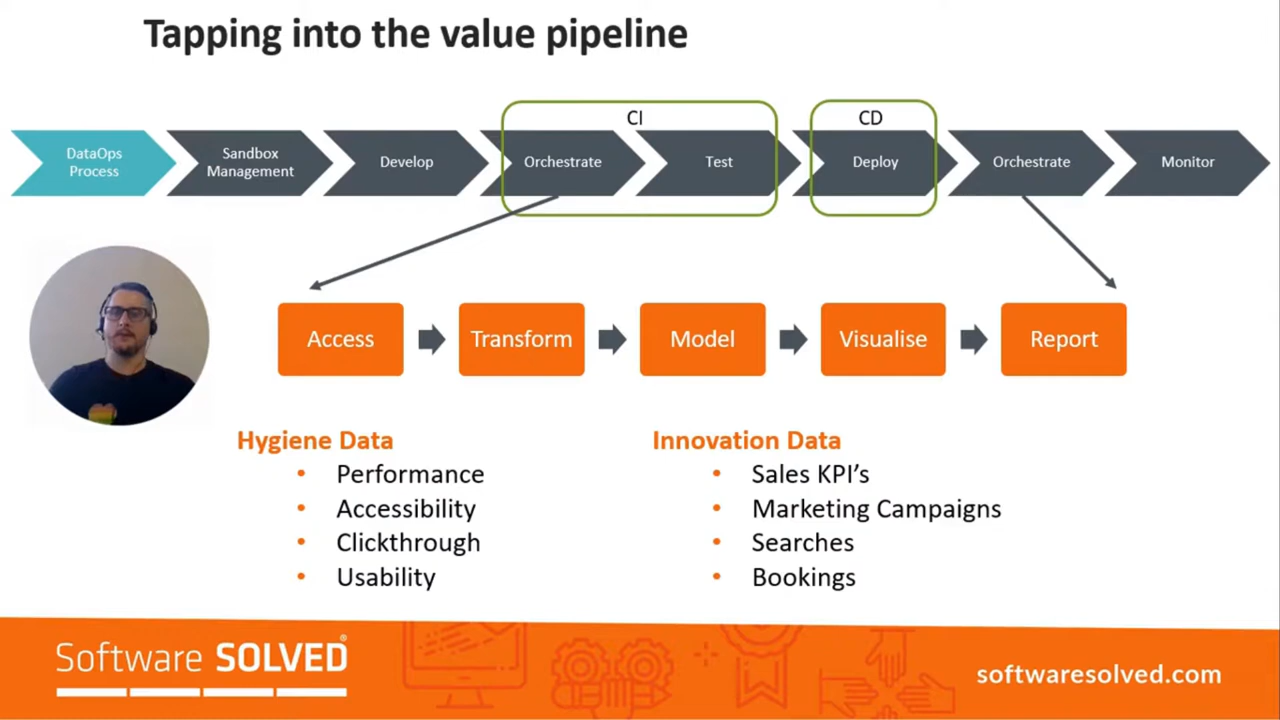 Tapping into the value pipeline
CI
CD
DataOps
Process
Sandbox
Management
Develop
Orchestrate
Test
Deploy
Orchestrate
Monitor
Access
Transform
Model
Visualise
Report
Hygiene Data
• Performance
• Accessibility
• Clickthrough
• Usability
Innovation Data
• Sales KPI’s
• Marketing Campaigns
• Searches
• Bookings
Software SOLVED®
softwaresolved.com